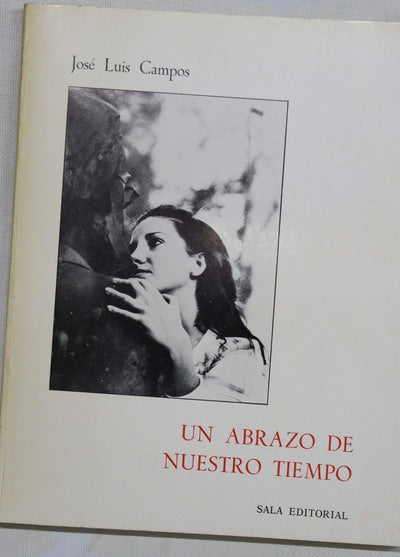 José Luis Campos
UN ABRAZO DE
NUESTRO TIEMPO
SALA EDITORIAL